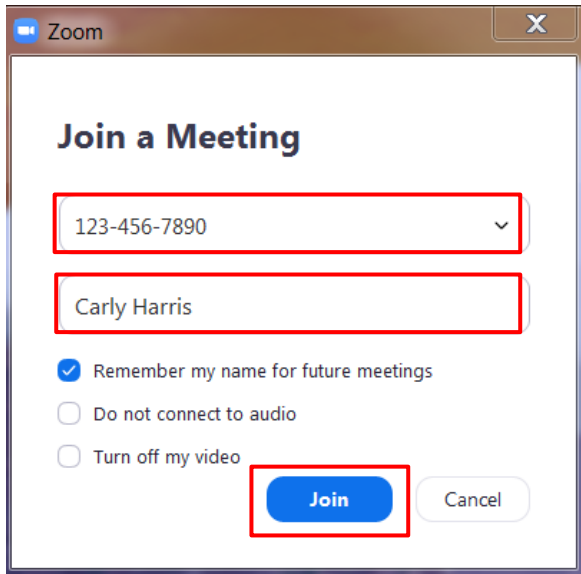 Zoom
X
Join a Meeting
123-456-7890
Carly Harris
Remember my name for future meetings
Do not connect to audio
Turn off my video
Join Cancel